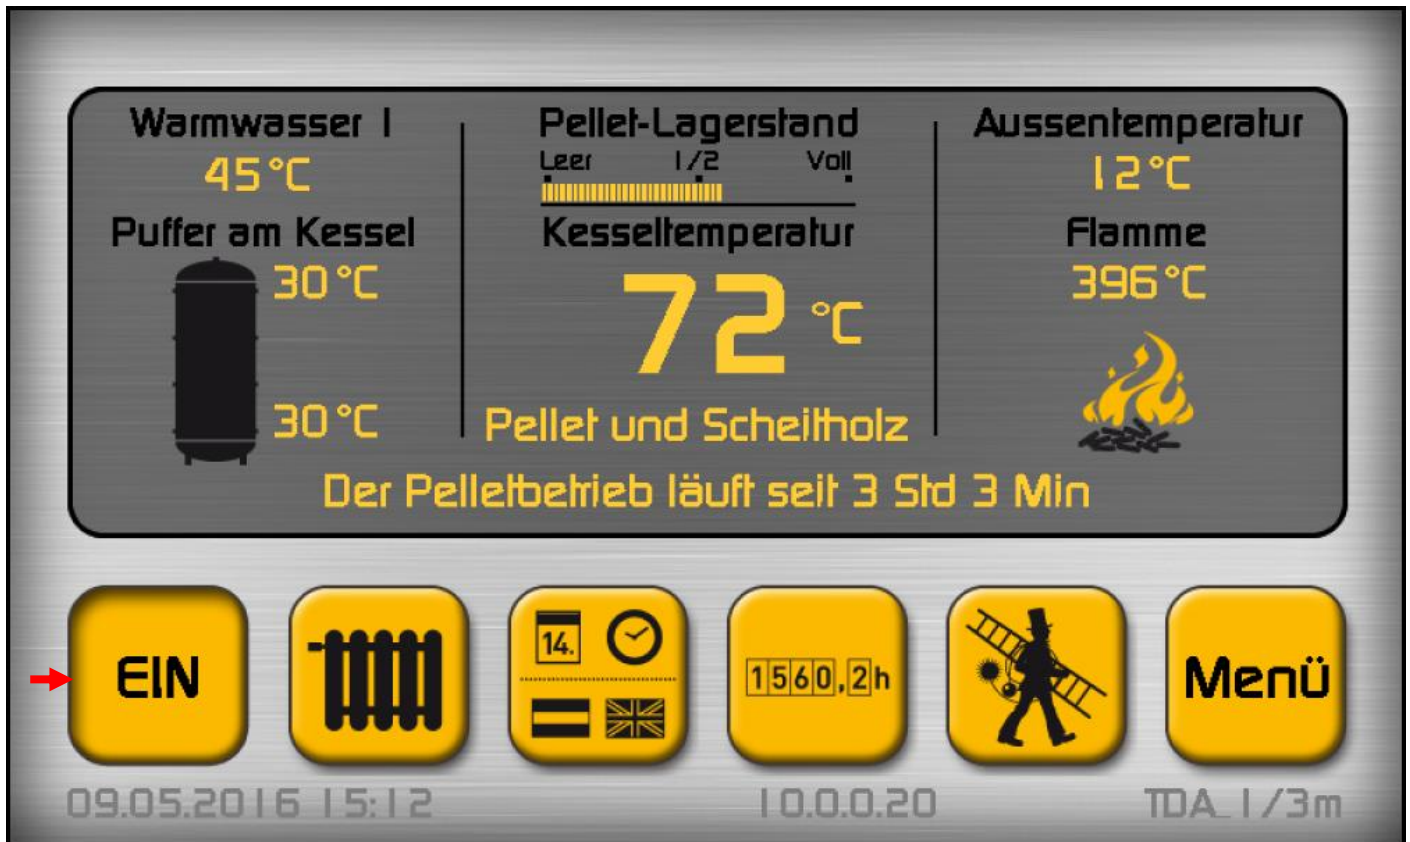 Warmwasser 1
45°C
Puffer am Kessel
30°C
30°C
Pellet-Lagerstand
Leer 1/2 Voll
Kesseltemperatur
72 °C
Pellet und Scheitholz
Aussentemperatur
12°C
Flamme
396°C
Der Pelletbetrieb läuft seit 3 Std 3 Min
EIN
14.
1560,2h
Menü
09.05.2016 15:12 10.0.0.20 TDA_1/3m